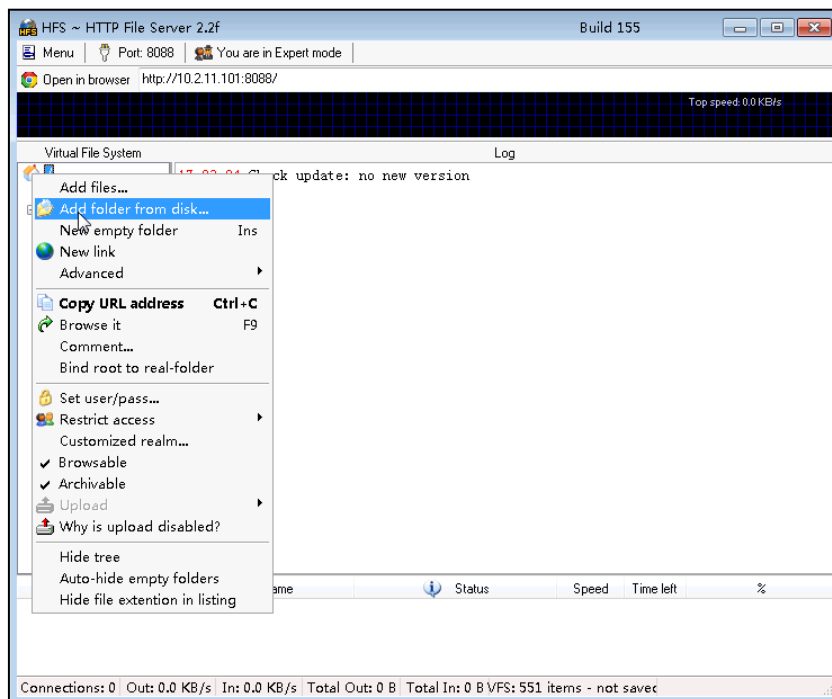 HFS ~ HTTP File Server 2.2f Build 155
Menu Port: 8088 You are in Expert mode
Open in browser http://10.2.11.101:8088/
Top speed: 0.0 KB/s
Virtual File System Log
Check update: no new version
Add files...
Add folder from disk...
New empty folder Ins
New link
Advanced
Copy URL address Ctrl+C
Browse it F9
Comment...
Bind root to real-folder
Set user/pass...
Restrict access
Customized realm...
Browsable
Archivable
Upload
Why is upload disabled?
Hide tree
Auto-hide empty folders
Hide file extention in listing
Status Speed Time left %
Connections: 0 Out: 0.0 KB/s In: 0.0 KB/s Total Out: 0 B Total In: 0 B VFS: 551 items - not saved